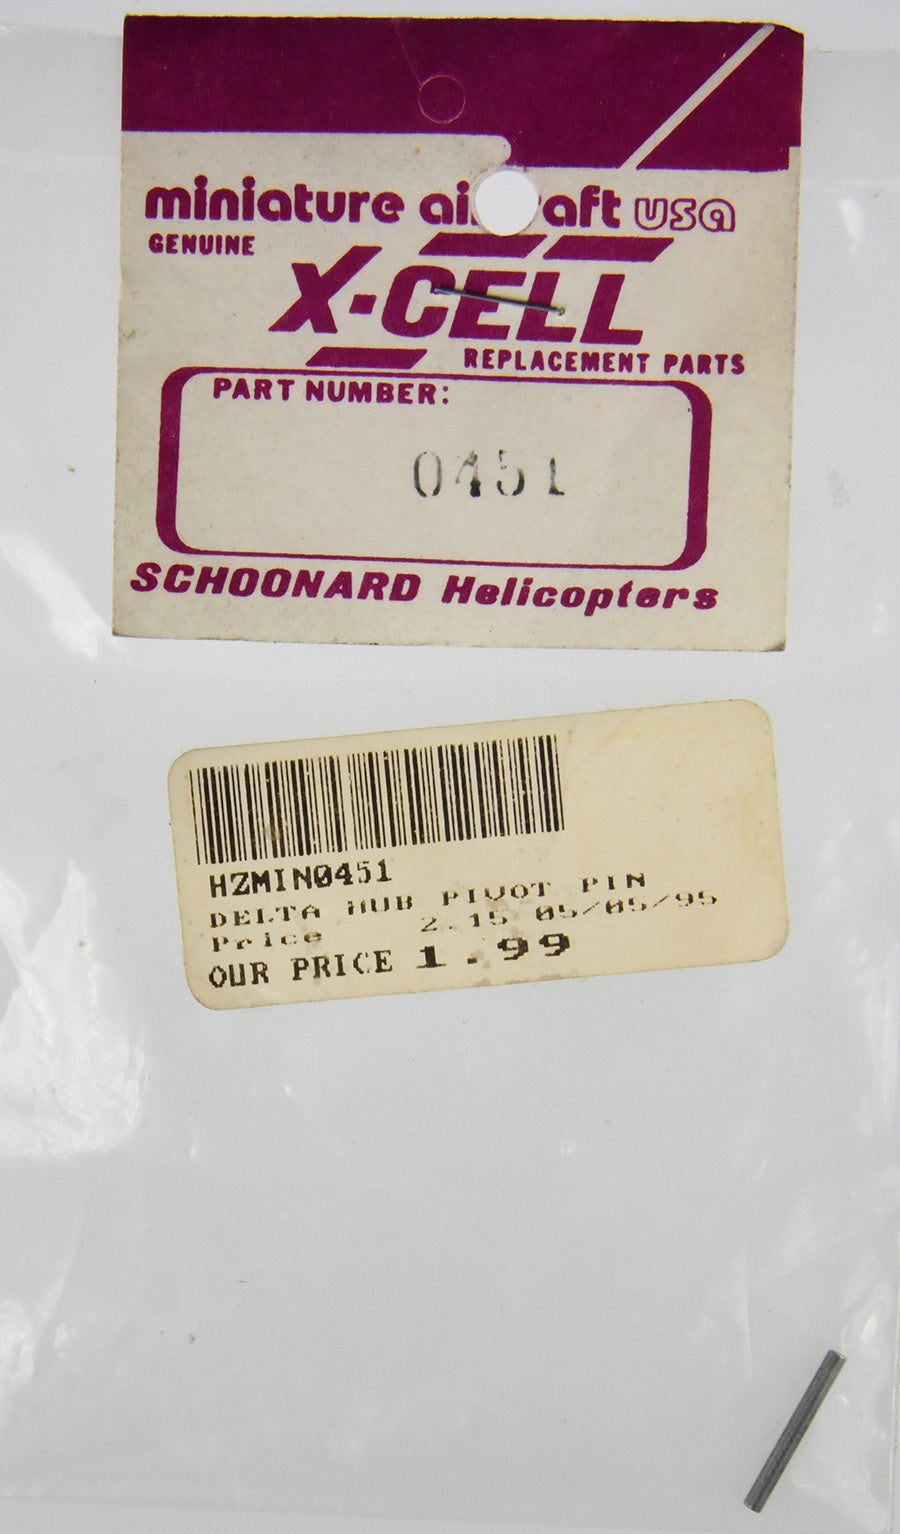 miniature aircraft usa
GENUINE
X-CELL
REPLACEMENT PARTS
PART NUMBER:
0451
SCHOONARD Helicopters
HZMIN0451
DELTA HUB PIVOT PIN
Price 2.15 05/05/95
OUR PRICE 1.99